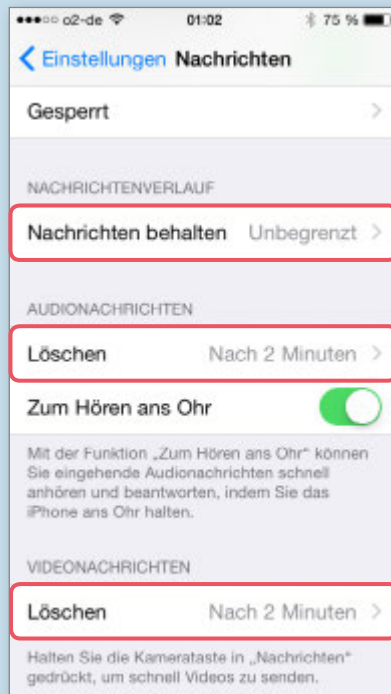 o2-de 01:02 75 %
Einstellungen Nachrichten
Gesperrt
NACHRICHTENVERLAUF
Nachrichten behalten Unbegrenzt
AUDIONACHRICHTEN
Löschen Nach 2 Minuten
Zum Hören ans Ohr
Mit der Funktion „Zum Hören ans Ohr“ können
Sie eingehende Audionachrichten schnell
anhören und beantworten, indem Sie das
iPhone ans Ohr halten.
VIDEONACHRICHTEN
Löschen Nach 2 Minuten
Halten Sie die Kamerataste in „Nachrichten“
gedrückt, um schnell Videos zu senden.